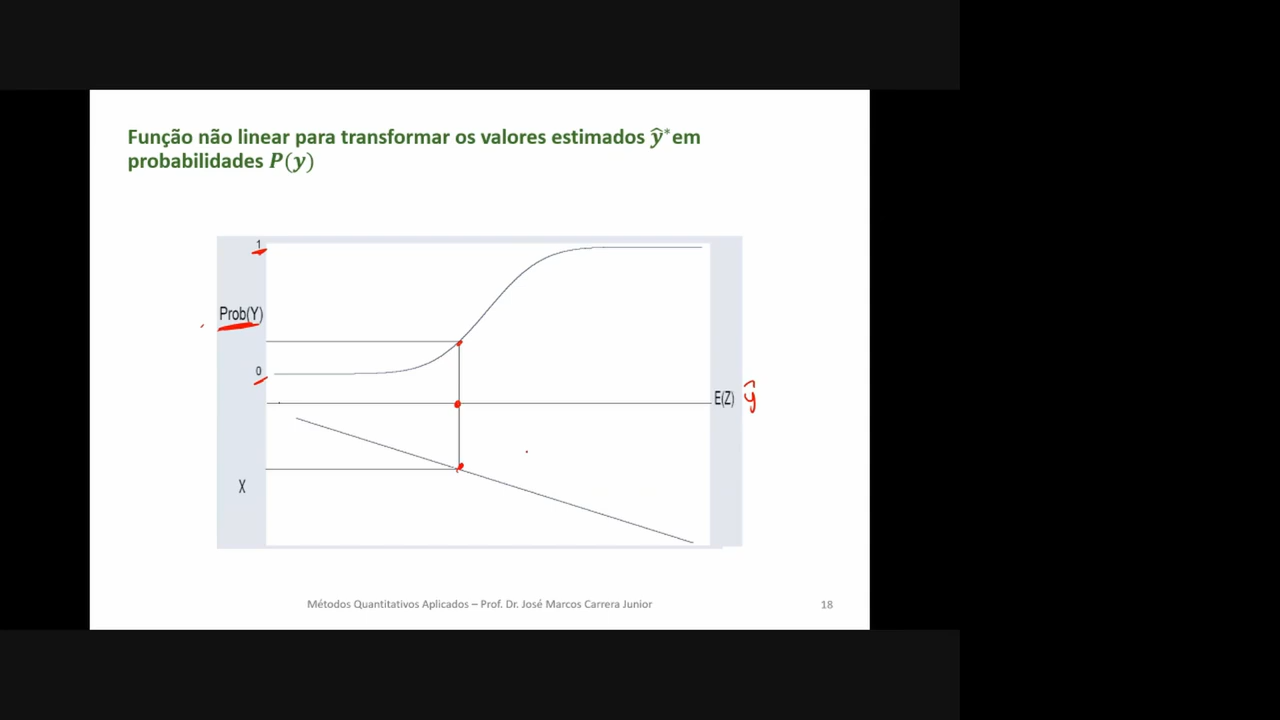 Função não linear para transformar os valores estimados ŷ* em
probabilidades P(y)
1
Prob(Y)
0
E(Z) ŷ
X
Métodos Quantitativos Aplicados – Prof. Dr. José Marcos Carrera Junior 18